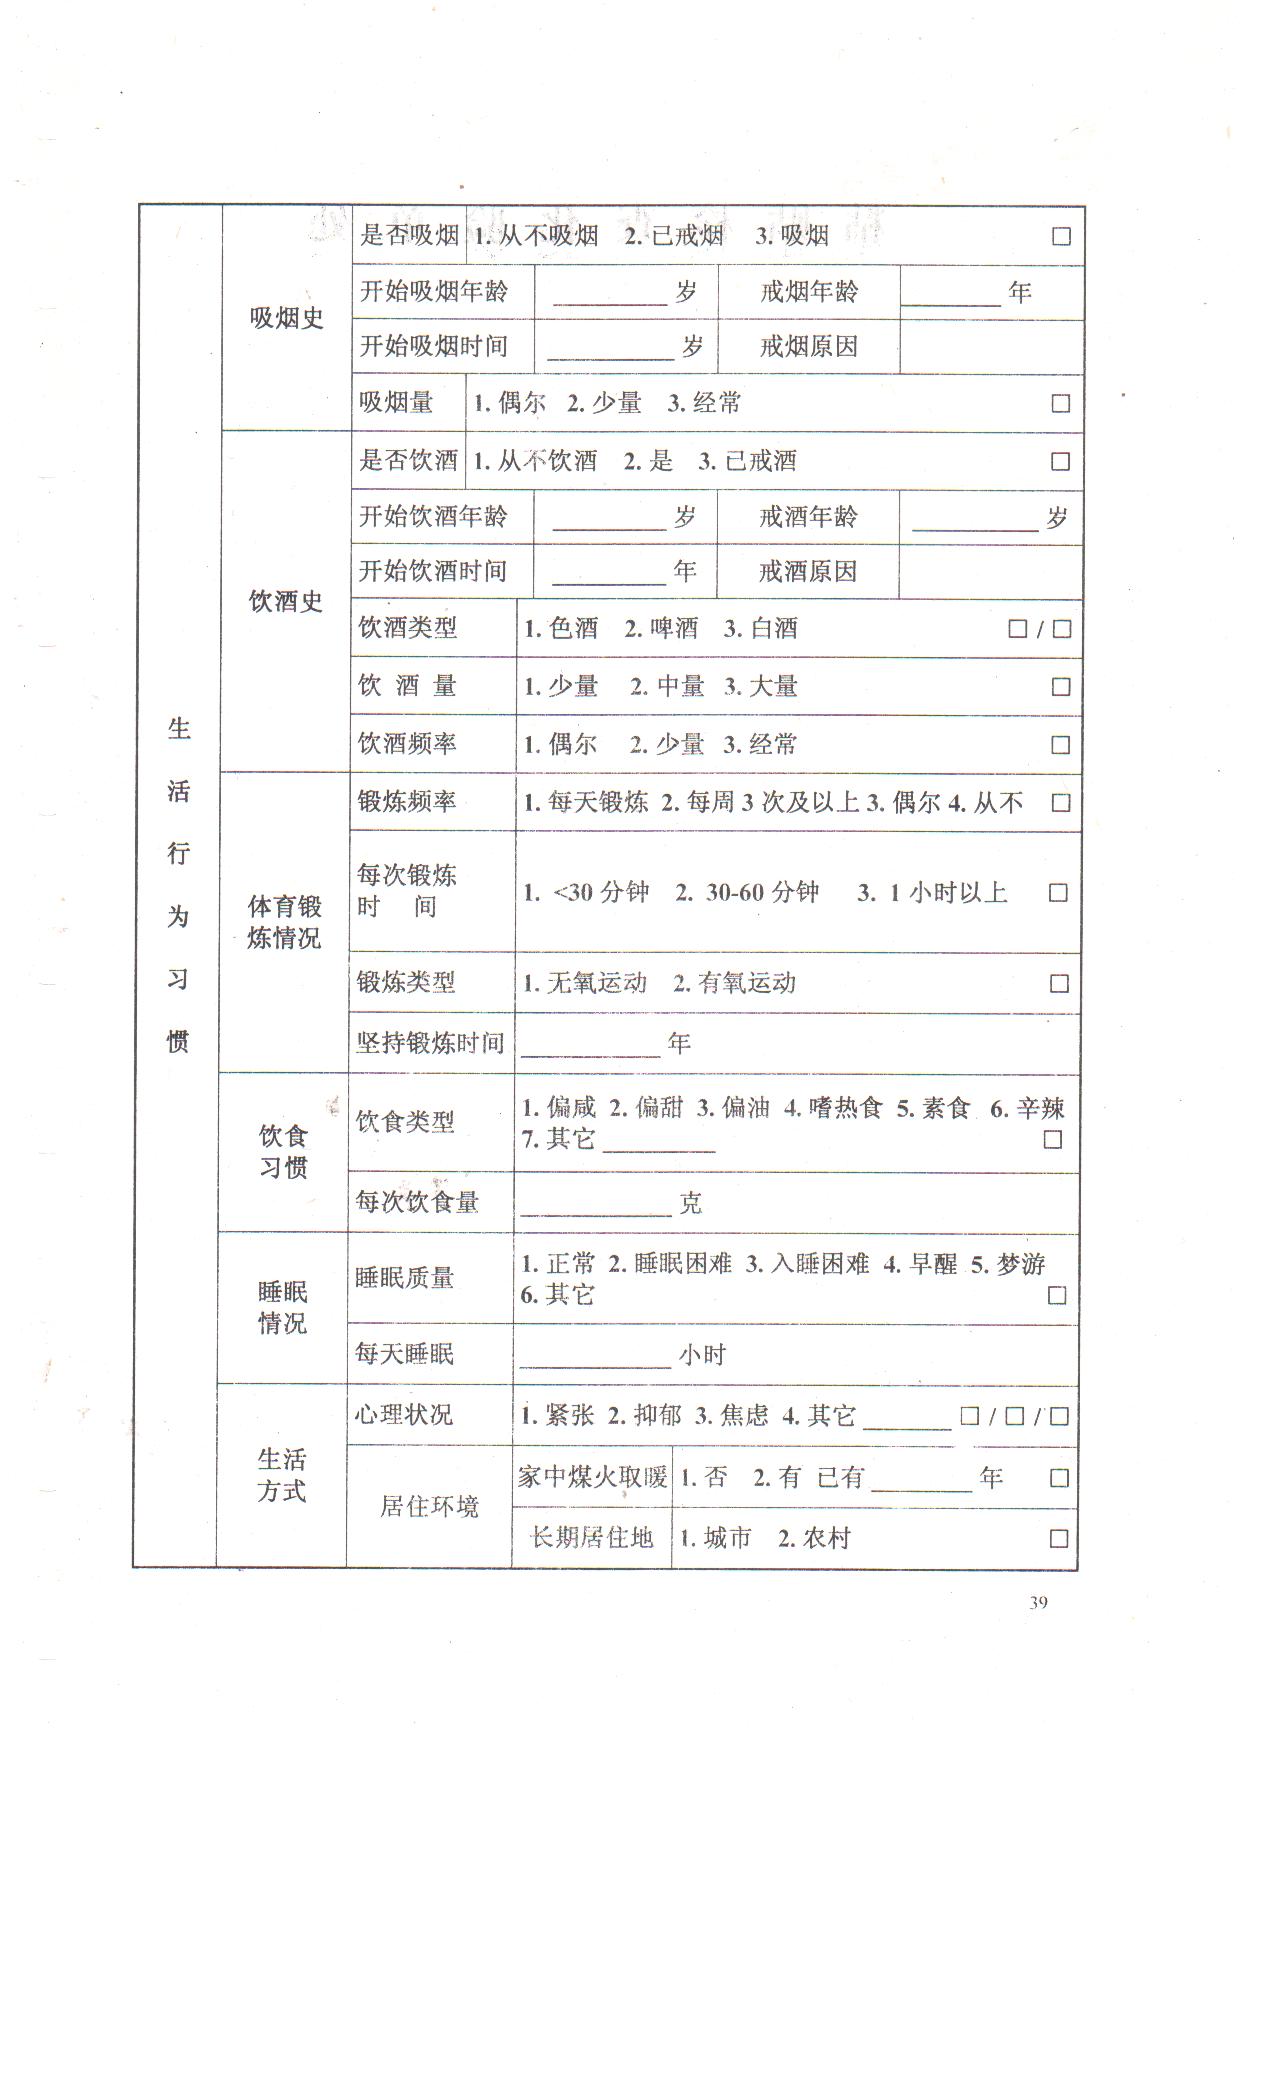 生活行为习惯
吸烟史
是否吸烟 1. 从不吸烟 2. 已戒烟 3. 吸烟 □
开始吸烟年龄 ________ 岁 戒烟年龄 ________ 年
开始吸烟时间 ________ 岁 戒烟原因
吸烟量 1. 偶尔 2. 少量 3. 经常 □
饮酒史
是否饮酒 1. 从不饮酒 2. 是 3. 已戒酒 □
开始饮酒年龄 ________ 岁 戒酒年龄 ________ 岁
开始饮酒时间 ________ 年 戒酒原因
饮酒类型 1. 色酒 2. 啤酒 3. 白酒 □ / □
饮 酒 量 1. 少量 2. 中量 3. 大量 □
饮酒频率 1. 偶尔 2. 少量 3. 经常 □
体育锻
炼情况
锻炼频率 1. 每天锻炼 2. 每周 3 次及以上 3. 偶尔 4. 从不 □
每次锻炼
时 间
1. <30 分钟 2. 30-60 分钟 3. 1 小时以上 □
锻炼类型 1. 无氧运动 2. 有氧运动 □
坚持锻炼时间 ________ 年
饮食
习惯
饮食类型
1. 偏咸 2. 偏甜 3. 偏油 4. 嗜热食 5. 素食 6. 辛辣
7. 其它 ________ □
每次饮食量 ________ 克
睡眠
情况
睡眠质量
1. 正常 2. 睡眠困难 3. 入睡困难 4. 早醒 5. 梦游
6. 其它 □
每天睡眠 ________ 小时
生活
方式
心理状况 1. 紧张 2. 抑郁 3. 焦虑 4. 其它 ________ □ / □ / □
居住环境
家中煤火取暖 1. 否 2. 有 已有 ________ 年 □
长期居住地 1. 城市 2. 农村 □
39